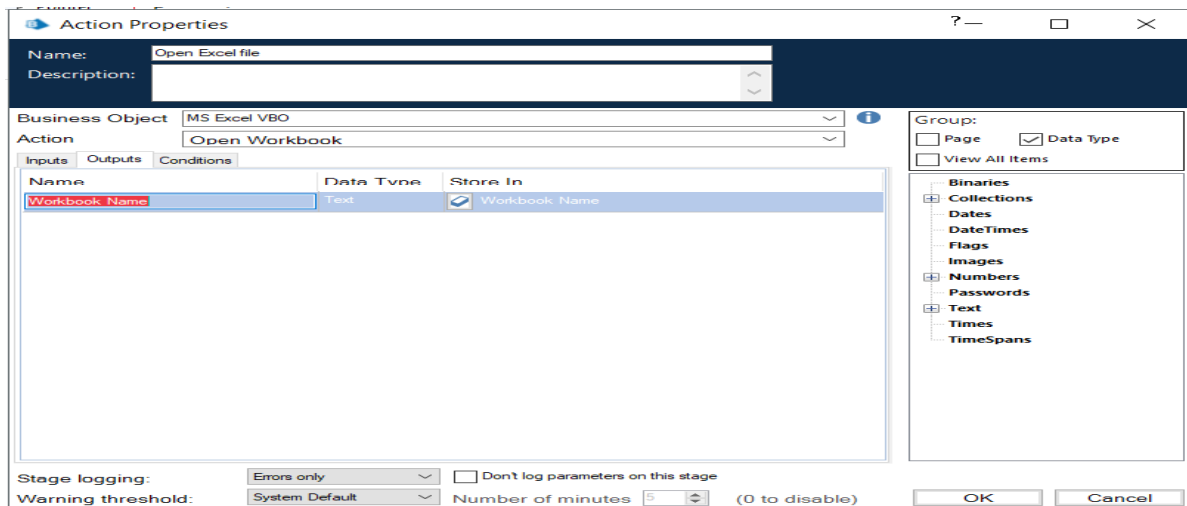 Action Properties
?
Name: Open Excel file
Description:
Business Object MS Excel VBO
Action Open Workbook
Inputs Outputs Conditions
Name Data Type Store In
Workbook Name Text Workbook Name
Group:
Page Data Type
View All Items
Binaries
Collections
Dates
DateTimes
Flags
Images
Numbers
Passwords
Text
Times
TimeSpans
Stage logging: Errors only Don't log parameters on this stage
Warning threshold: System Default Number of minutes 5 (0 to disable)
OK Cancel